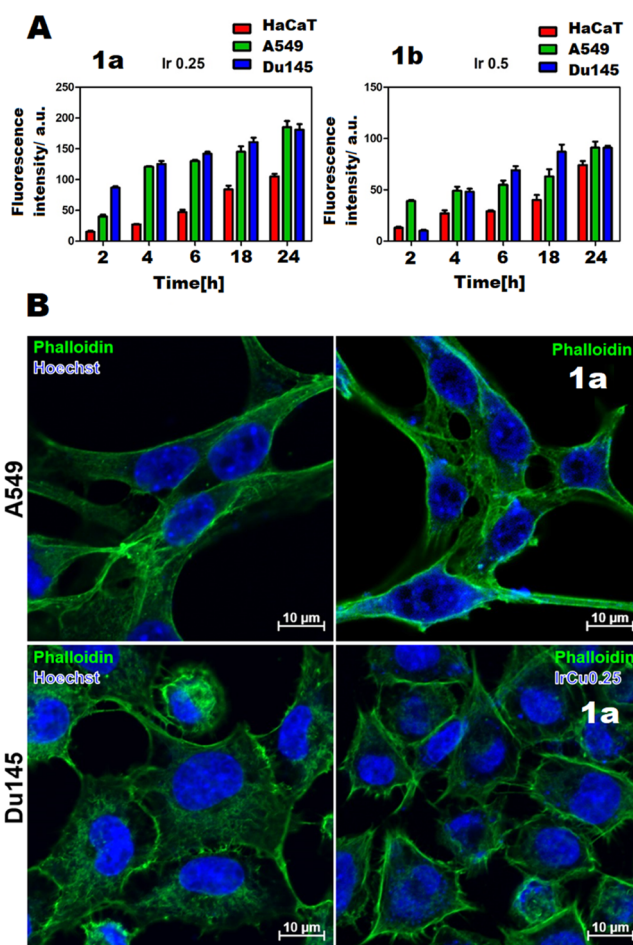 A
HaCaT
A549
Du145
1a
Ir 0.25
Fluorescence
intensity/ a.u.
250
200
150
100
50
0
2 4 6 18 24
Time[h]
HaCaT
A549
Du145
1b
Ir 0.5
Fluorescence
intensity/ a.u.
150
100
50
0
2 4 6 18 24
Time[h]
B
A549
Phalloidin
Hoechst
10 µm
Phalloidin
1a
10 µm
Du145
Phalloidin
Hoechst
10 µm
Phalloidin
IrCu0.25
1a
10 µm